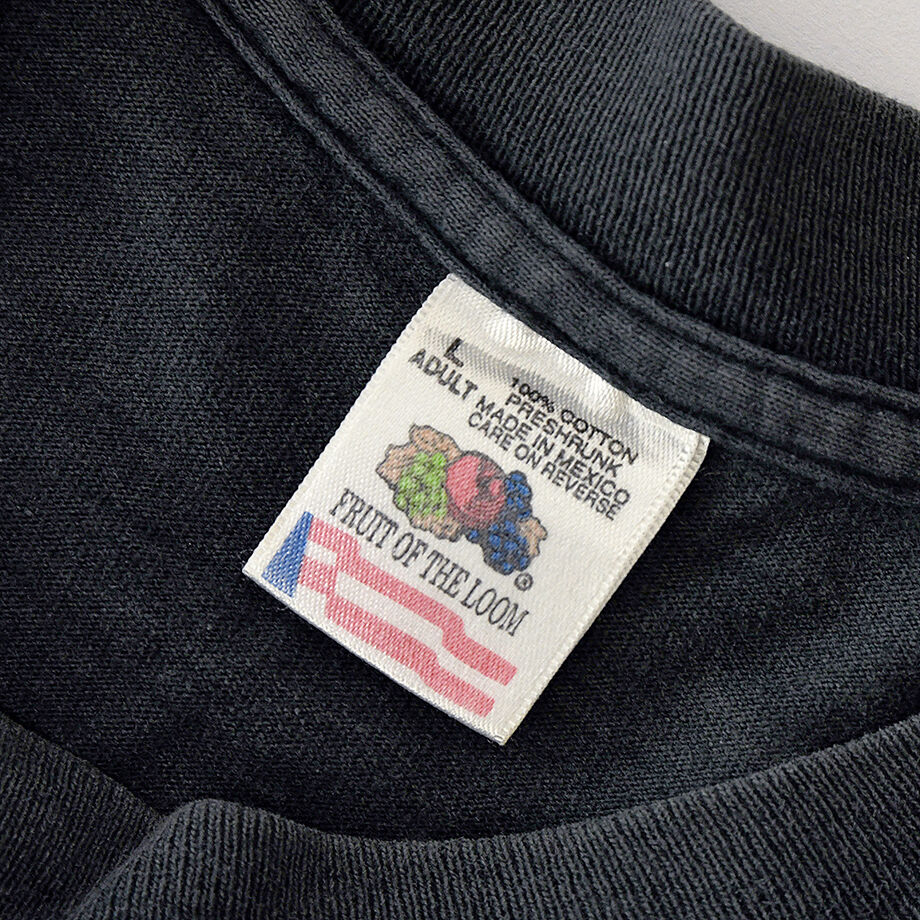 L
ADULT
100% COTTON
PRESHRUNK
MADE IN MEXICO
CARE ON REVERSE
FRUIT OF THE LOOM
®